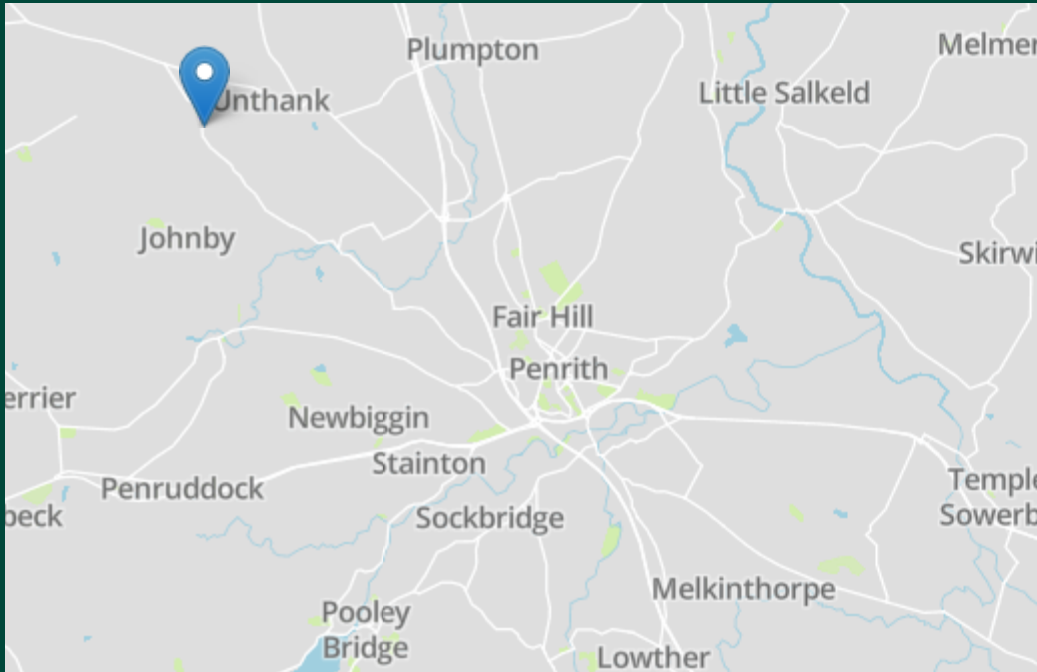 Plumpton
Melmer
Unthank
Little Salkeld
Johnby
Skirwi
Fair Hill
Penrith
errier
Newbiggin
Stainton
Penruddock
Temple
Sowerb
beck
Sockbridge
Melkinthorpe
Pooley
Bridge
Lowther